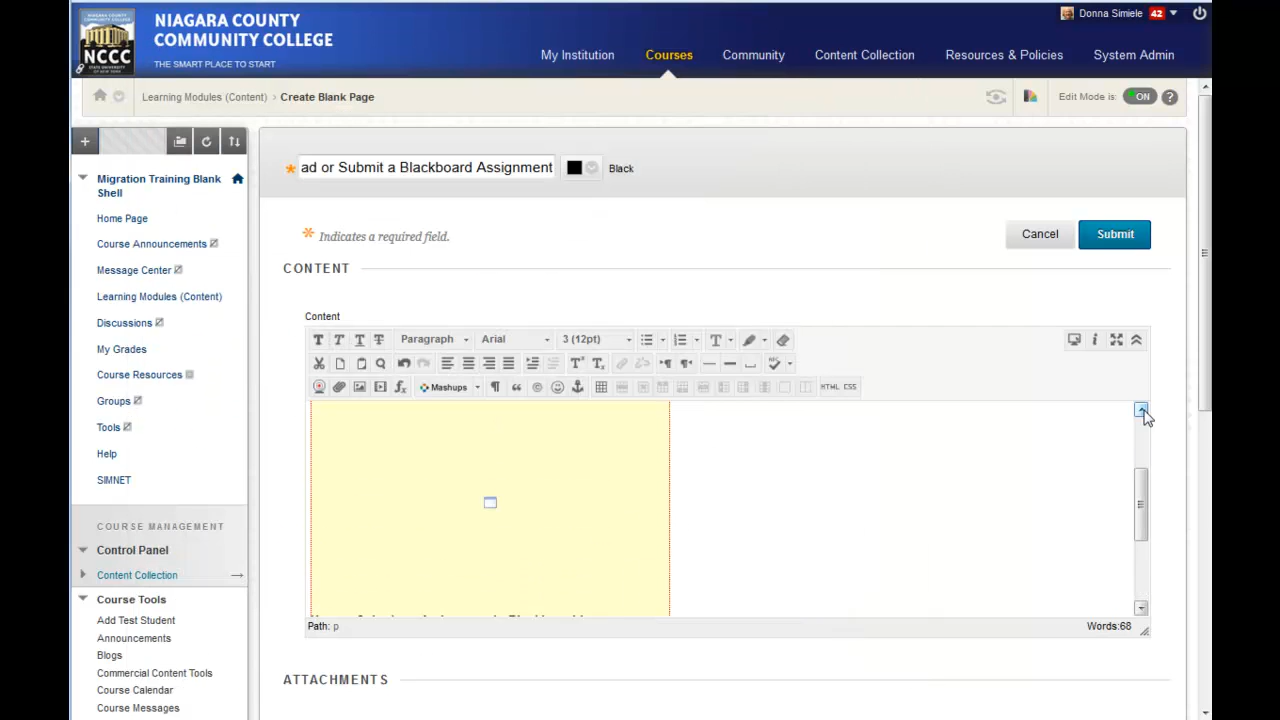 NIAGARA COUNTY
COMMUNITY COLLEGE
THE SMART PLACE TO START
NCCC
Donna Simiele 42
My Institution Courses Community Content Collection Resources & Policies System Admin
Learning Modules (Content) > Create Blank Page
Edit Mode is: ON ?
Migration Training Blank
Shell
Home Page
Course Announcements
Message Center
Learning Modules (Content)
Discussions
My Grades
Course Resources
Groups
Tools
Help
SIMNET
COURSE MANAGEMENT
Control Panel
Content Collection
Course Tools
Add Test Student
Announcements
Blogs
Commercial Content Tools
Course Calendar
Course Messages
* ad or Submit a Blackboard Assignment Black
* Indicates a required field.
Cancel Submit
CONTENT
Content
T T T T Paragraph Arial 3 (12pt) T
ABC
Mashups HTML CSS
Path: p Words:68
ATTACHMENTS